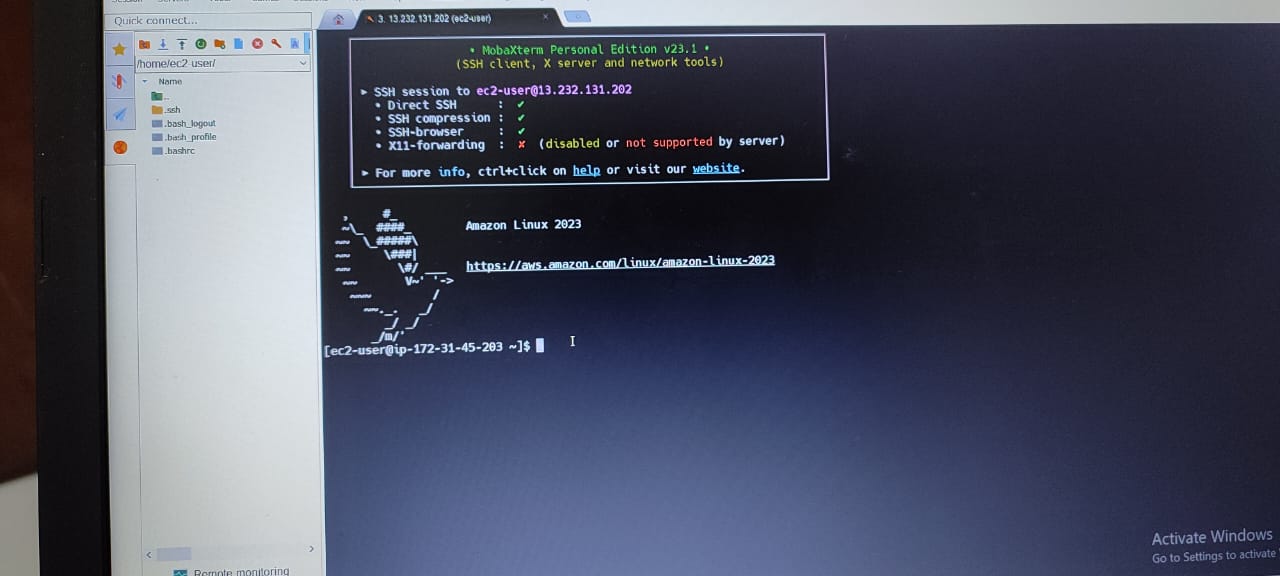 Quick connect...
3. 13.232.131.202 (ec2-user)
/home/ec2-user/
Name
..
.ssh
.bash_logout
.bash_profile
.bashrc
Remote monitoring
• MobaXterm Personal Edition v23.1 •
(SSH client, X server and network tools)
► SSH session to ec2-user@13.232.131.202
• Direct SSH : ✔
• SSH compression : ✔
• SSH-browser : ✔
• X11-forwarding : ✘ (disabled or not supported by server)
► For more info, ctrl+click on help or visit our website.
Amazon Linux 2023
https://aws.amazon.com/linux/amazon-linux-2023
[ec2-user@ip-172-31-45-203 ~]$
Activate Windows
Go to Settings to activate